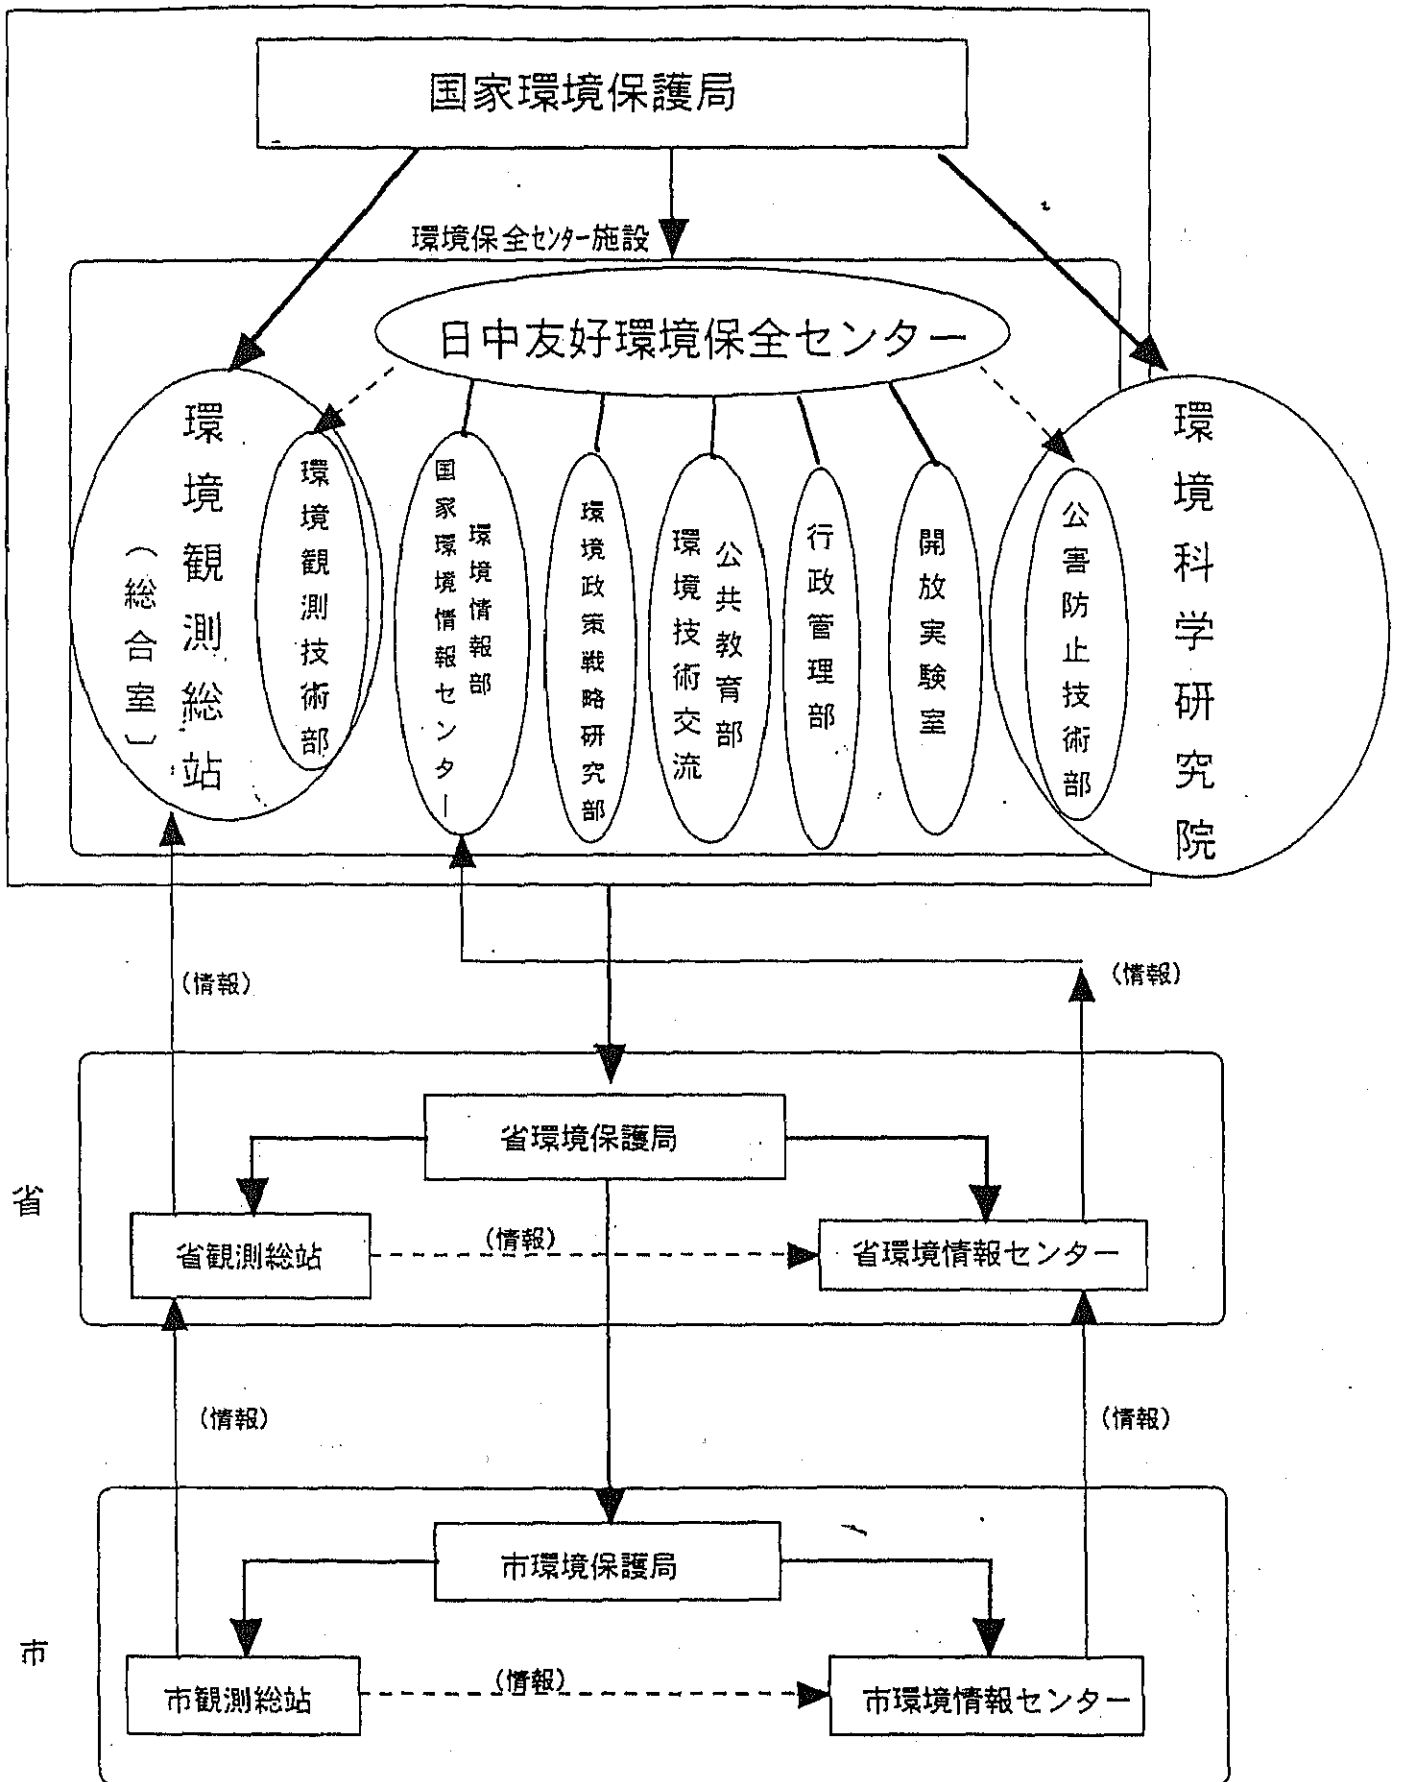 国家環境保護局
環境保全センター施設
日中友好環境保全センター
環境観測総站
(総合室)
環境観測技術部
国家環境情報センター
環境情報部
環境政策戦略研究部
環境技術交流
公共教育部
行政管理部
開放実験室
公害防止技術部
環境科学研究院
(情報)
(情報)
省
省環境保護局
省観測総站
(情報)
省環境情報センター
(情報)
(情報)
市
市環境保護局
市観測総站
(情報)
市環境情報センター